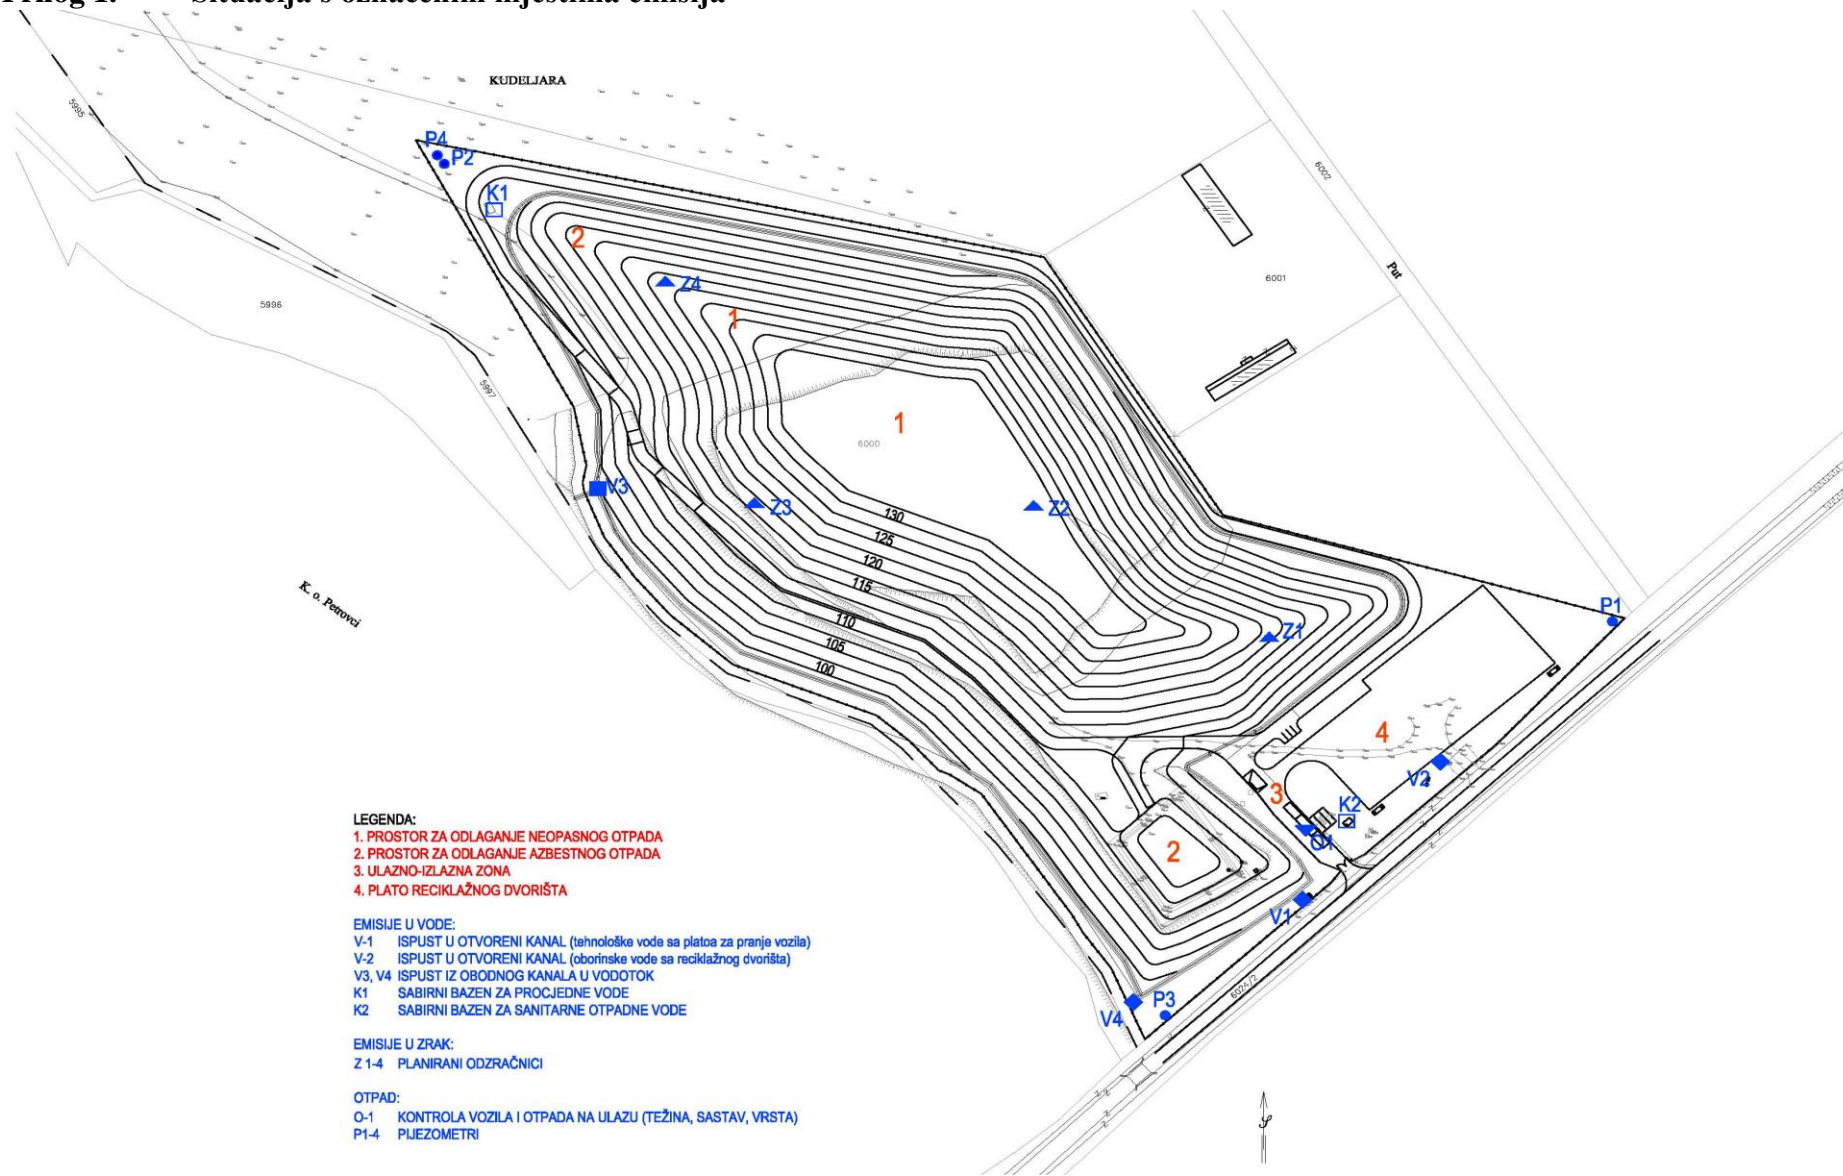 Prilog 1. Situacija s označenim mjestima emisija
KUDELJARA
5995
P4
P2
K1
6002
2
Z4
Put
6001
5996
1
5997
1
6000
V3
Z3
Z2
130
125
120
115
K. o. Petrovci
110
105
100
P1
Z1
4
V2
3
K2
O1
2
V1
6024/2
V4
P3
LEGENDA:
1. PROSTOR ZA ODLAGANJE NEOPASNOG OTPADA
2. PROSTOR ZA ODLAGANJE AZBESTNOG OTPADA
3. ULAZNO-IZLAZNA ZONA
4. PLATO RECIKLAŽNOG DVORIŠTA
EMISIJE U VODE:
V-1 ISPUST U OTVORENI KANAL (tehnološke vode sa platoa za pranje vozila)
V-2 ISPUST U OTVORENI KANAL (oborinske vode sa reciklažnog dvorišta)
V3, V4 ISPUST IZ OBODNOG KANALA U VODOTOK
K1 SABIRNI BAZEN ZA PROCJEDNE VODE
K2 SABIRNI BAZEN ZA SANITARNE OTPADNE VODE
EMISIJE U ZRAK:
Z 1-4 PLANIRANI ODZRAČNICI
OTPAD:
O-1 KONTROLA VOZILA I OTPADA NA ULAZU (TEŽINA, SASTAV, VRSTA)
P1-4 PIJEZOMETRI
S